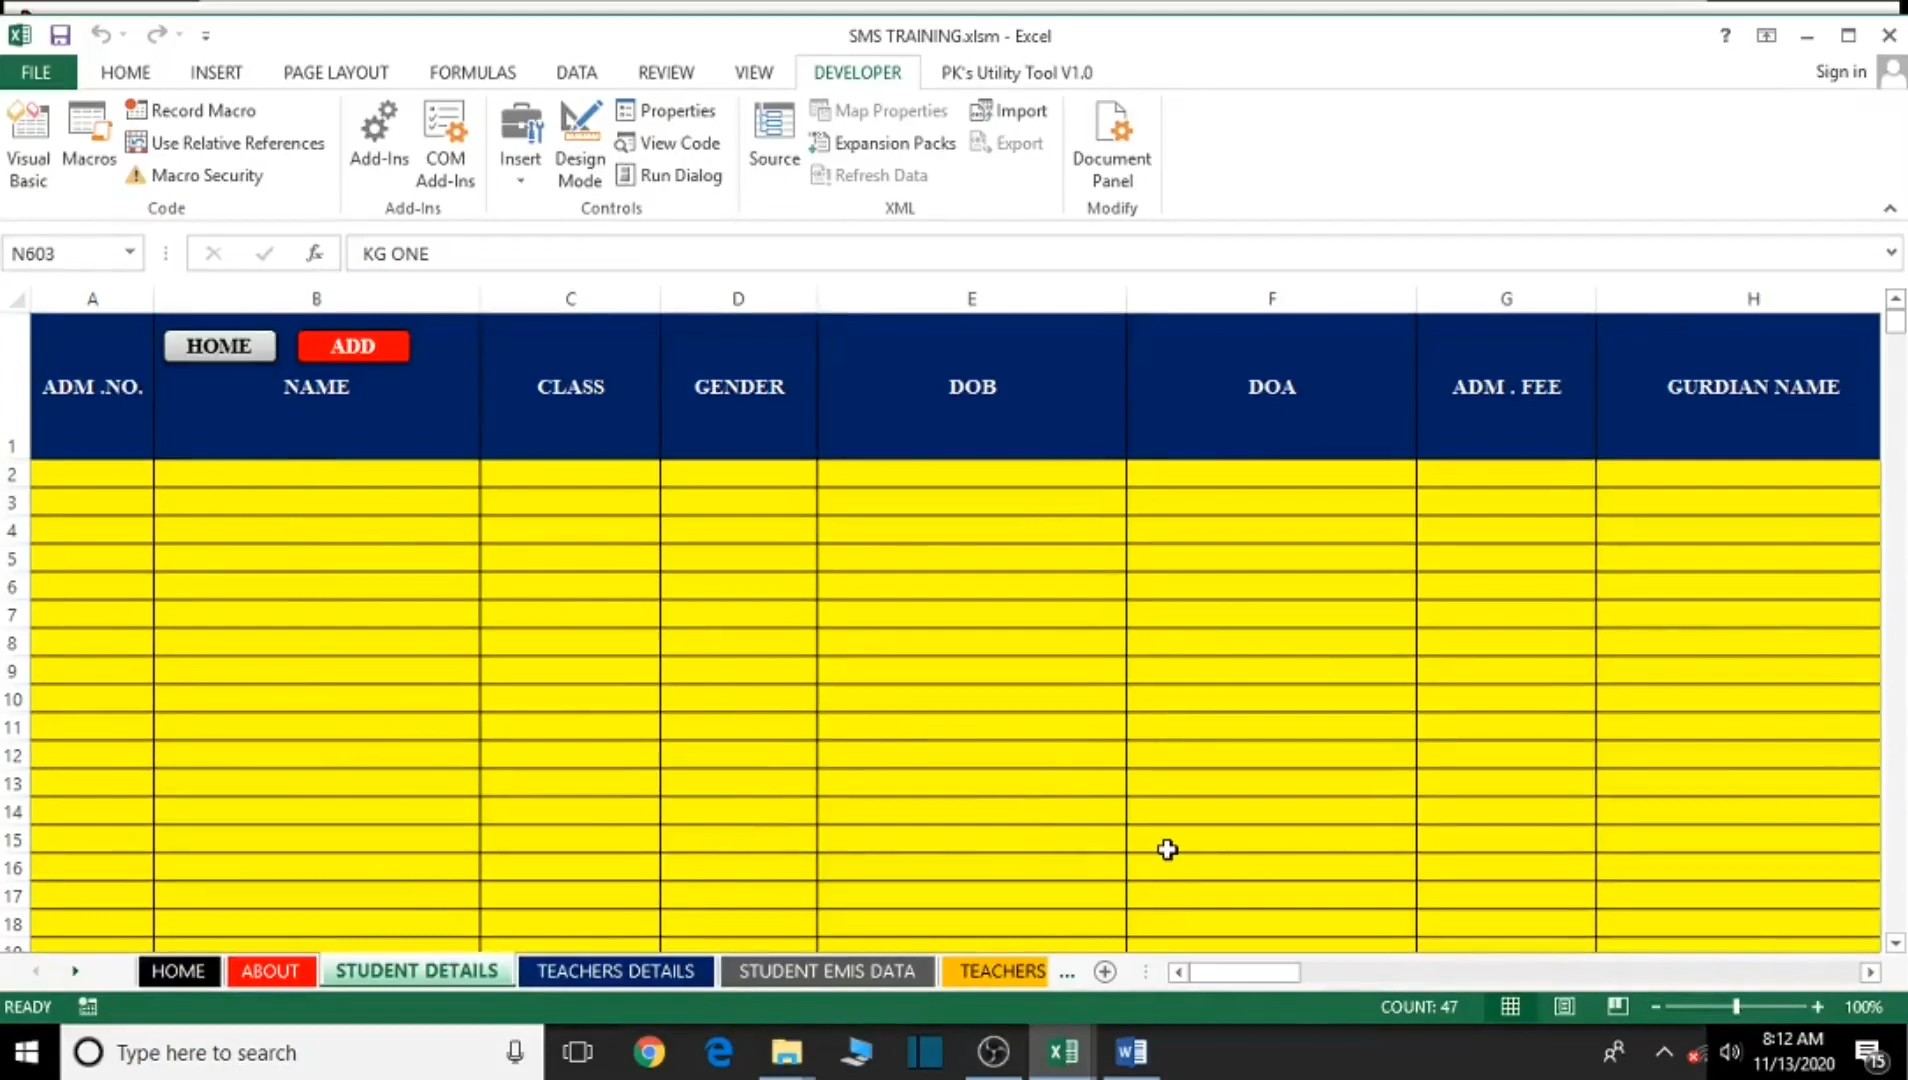 SMS TRAINING.xlsm - Excel
?
FILE HOME INSERT PAGE LAYOUT FORMULAS DATA REVIEW VIEW DEVELOPER PK's Utility Tool V1.0 Sign in
Visual Basic
Macros
Record Macro
Use Relative References
Macro Security
Code
Add-Ins
COM Add-Ins
Add-Ins
Insert
Design Mode
Properties
View Code
Run Dialog
Controls
Source
Map Properties
Expansion Packs
Refresh Data
Import
Export
XML
Document Panel
Modify
N603 fx KG ONE
A B C D E F G H
HOME ADD
ADM .NO. NAME CLASS GENDER DOB DOA ADM . FEE GURDIAN NAME
1
2
3
4
5
6
7
8
9
10
11
12
13
14
15
16
17
18
HOME ABOUT STUDENT DETAILS TEACHERS DETAILS STUDENT EMIS DATA TEACHERS ...
READY COUNT: 47 100%
Type here to search
8:12 AM
11/13/2020
15